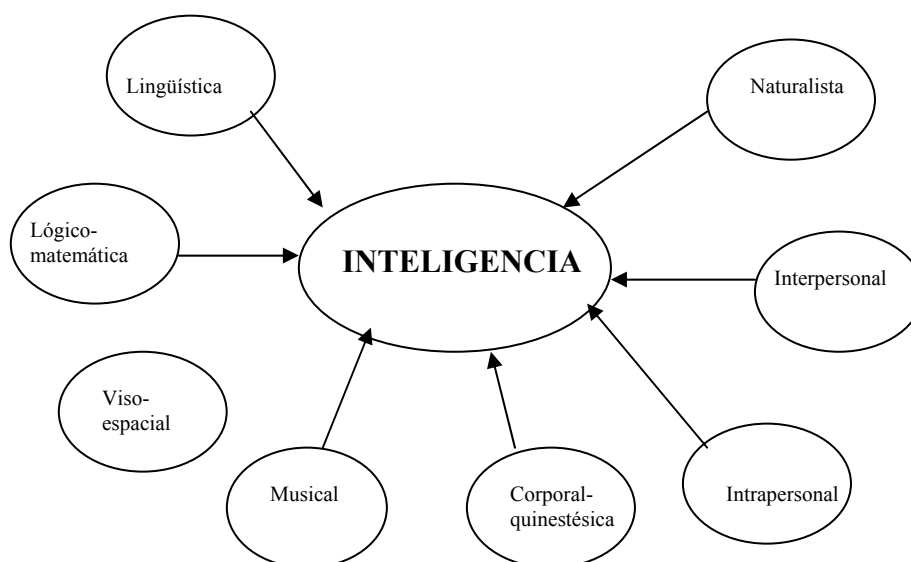 Lingüística
Naturalista
Lógico-
matemática
INTELIGENCIA
Interpersonal
Viso-
espacial
Musical
Corporal-
quinestésica
Intrapersonal